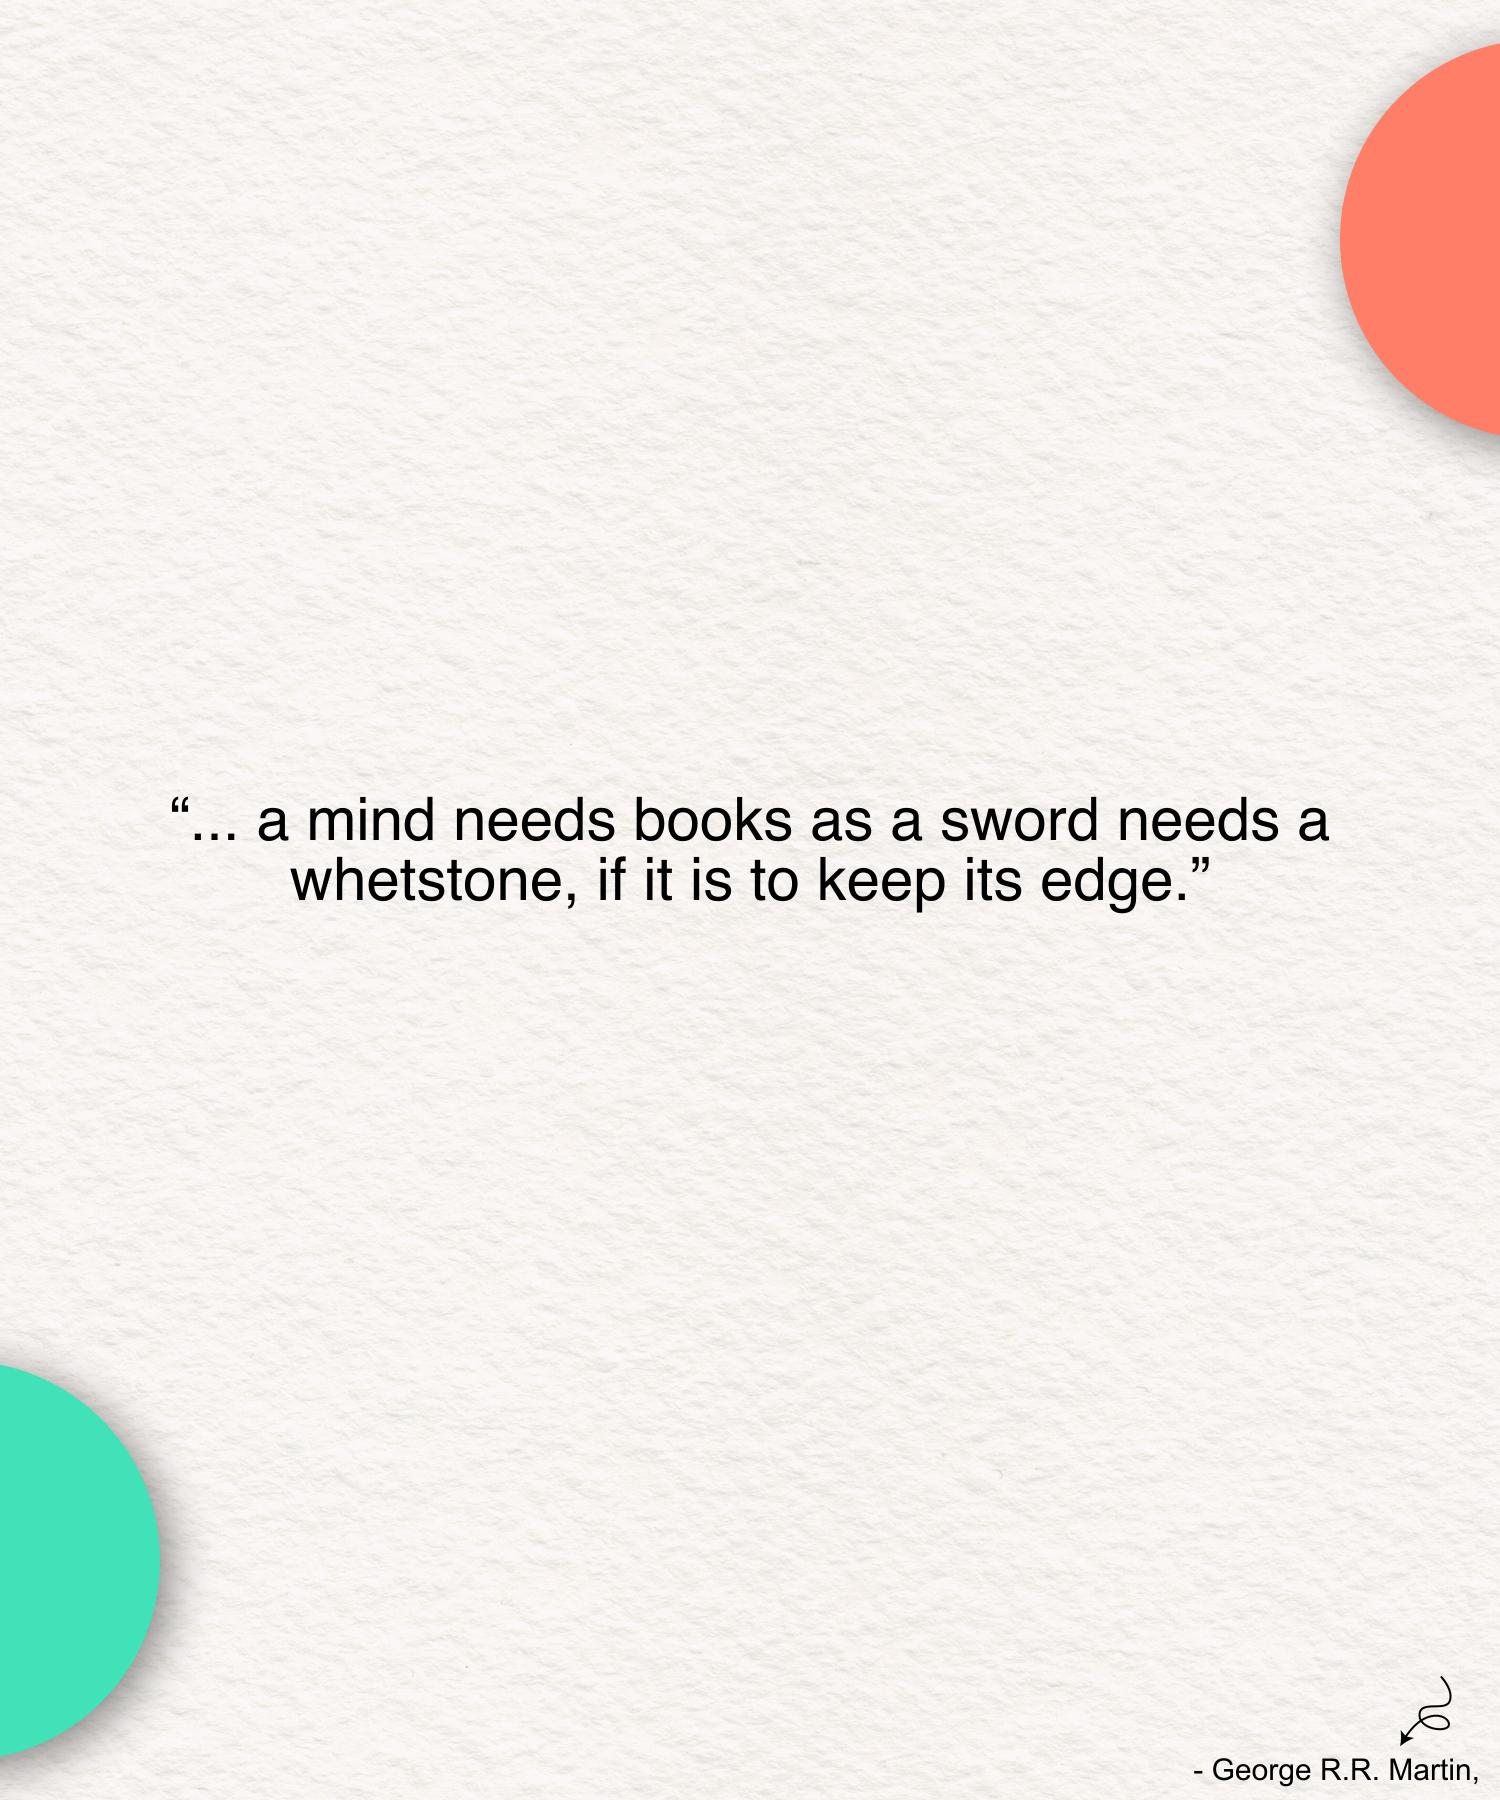 “... a mind needs books as a sword needs a
whetstone, if it is to keep its edge.”
- George R.R. Martin,